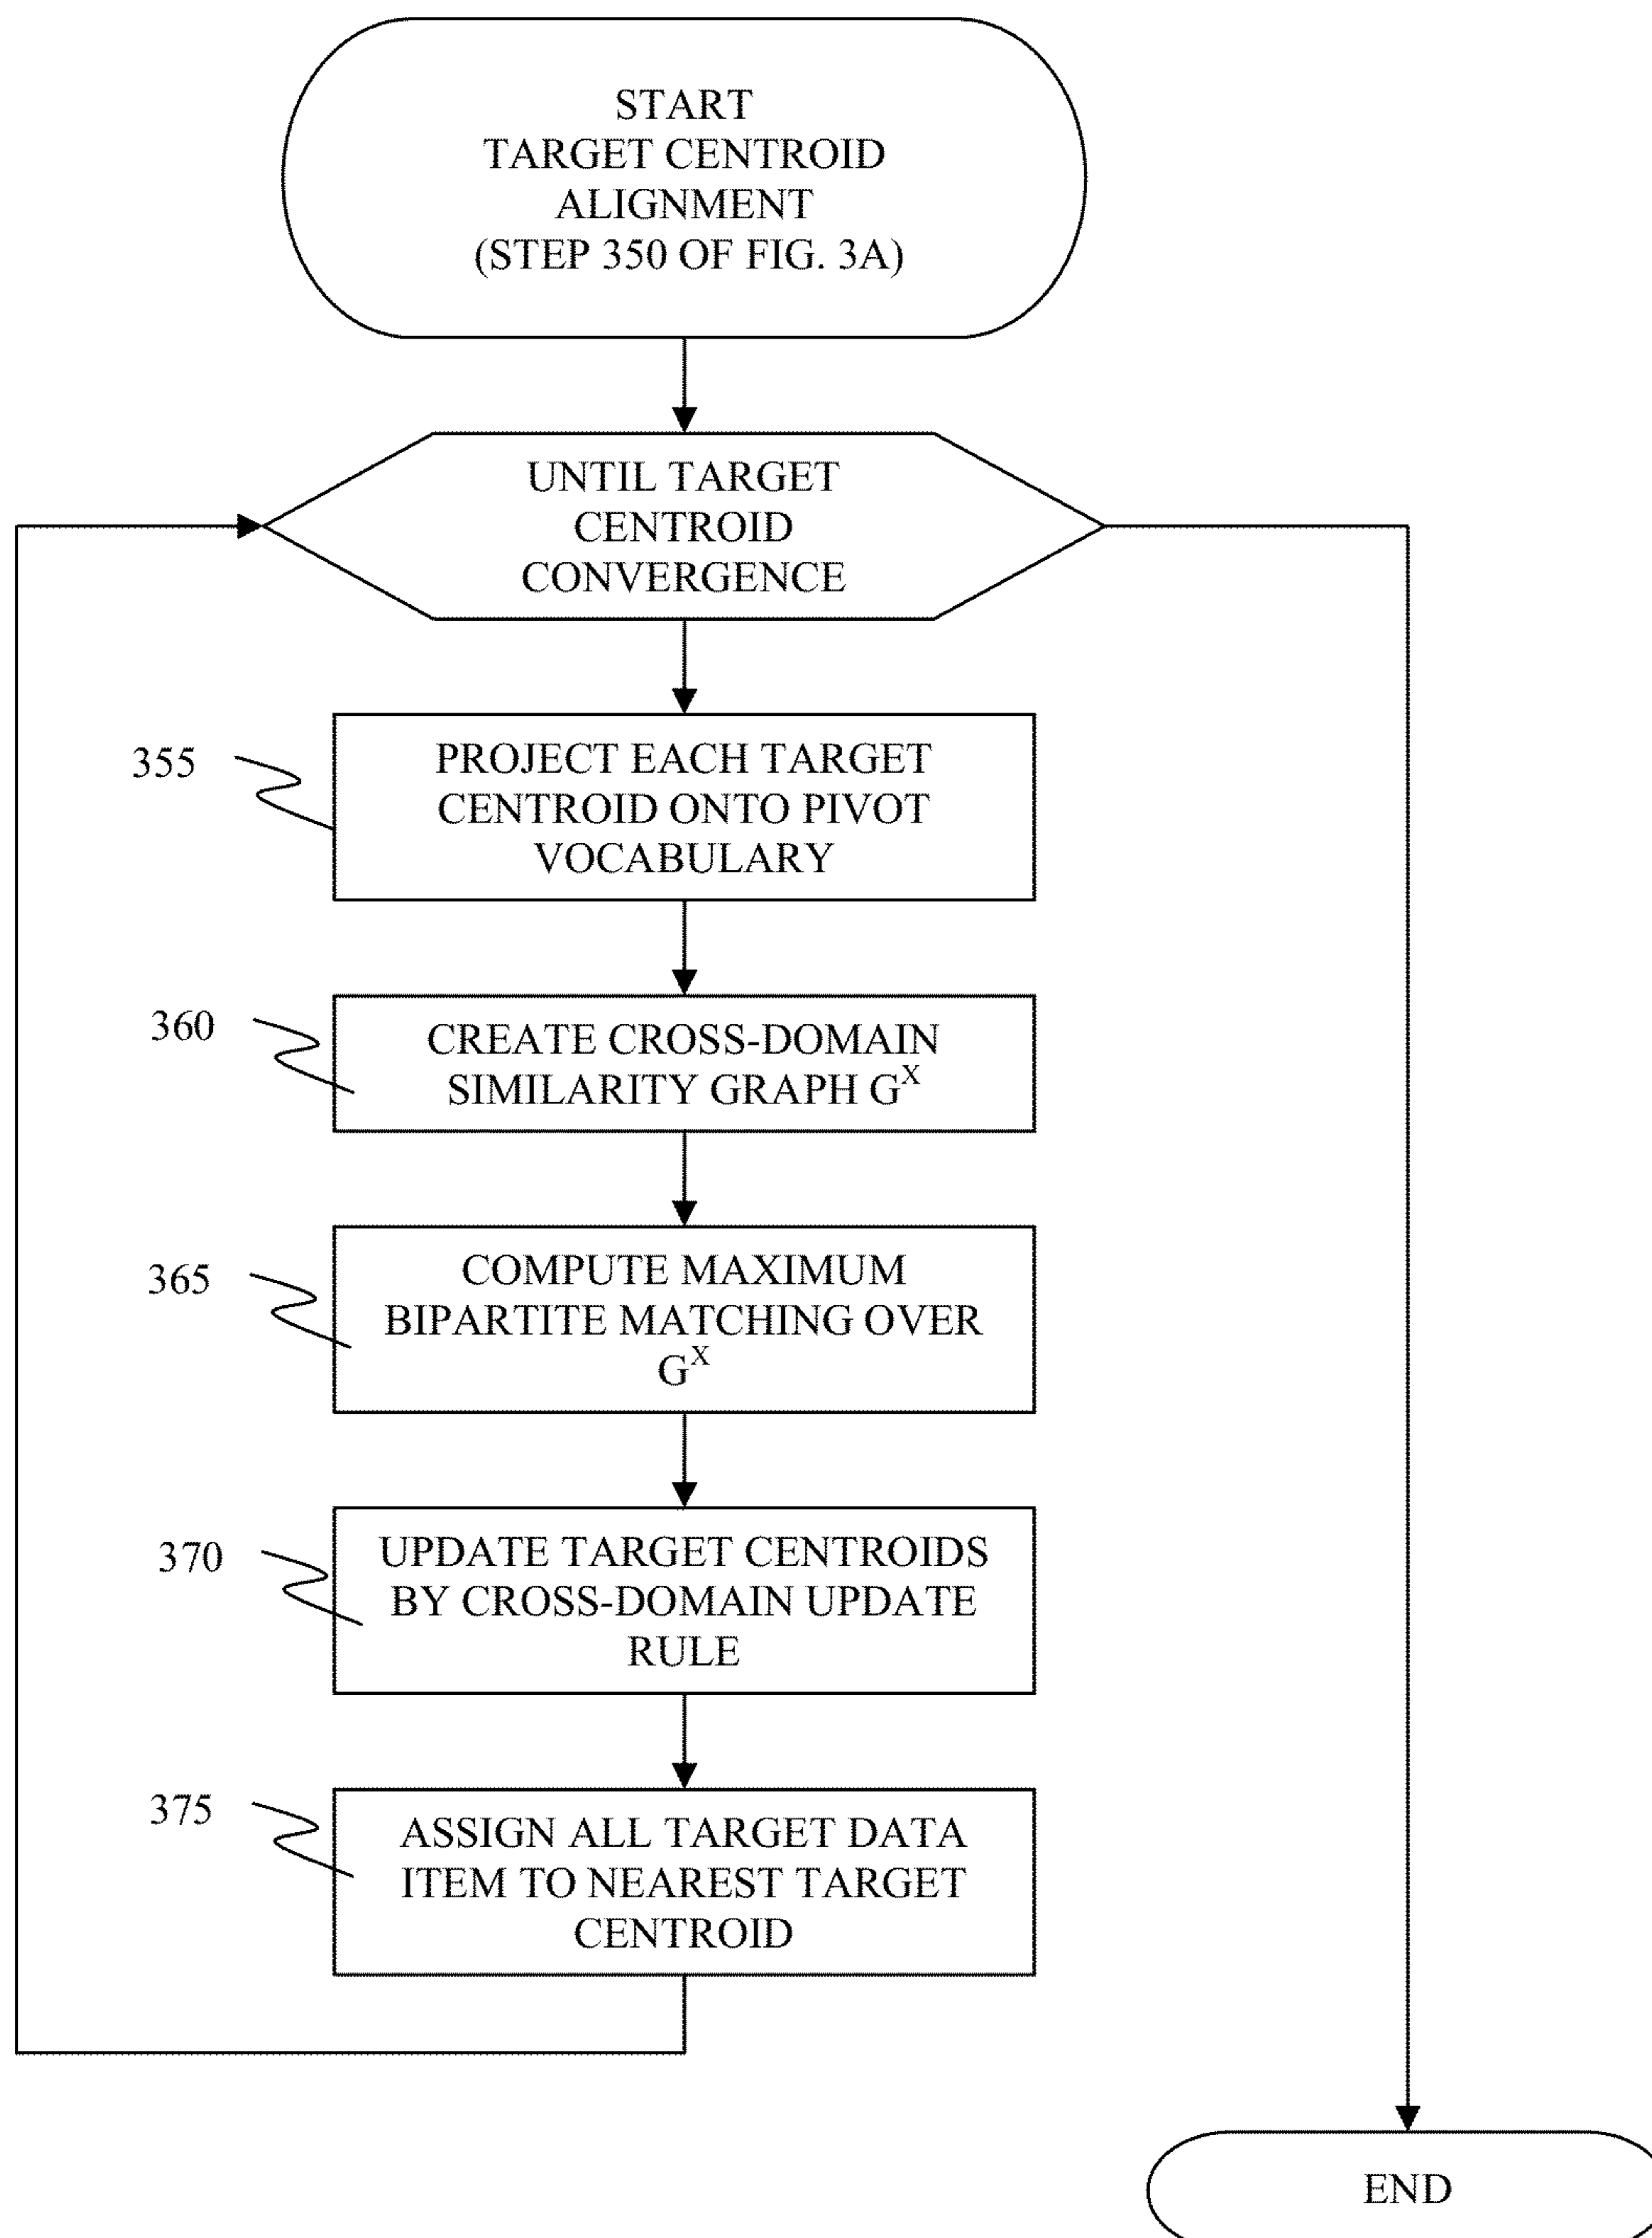 START
TARGET CENTROID
ALIGNMENT
(STEP 350 OF FIG. 3A)
UNTIL TARGET
CENTROID
CONVERGENCE
355
PROJECT EACH TARGET
CENTROID ONTO PIVOT
VOCABULARY
360
CREATE CROSS-DOMAIN
SIMILARITY GRAPH G^X
365
COMPUTE MAXIMUM
BIPARTITE MATCHING OVER
G^X
370
UPDATE TARGET CENTROIDS
BY CROSS-DOMAIN UPDATE
RULE
375
ASSIGN ALL TARGET DATA
ITEM TO NEAREST TARGET
CENTROID
END